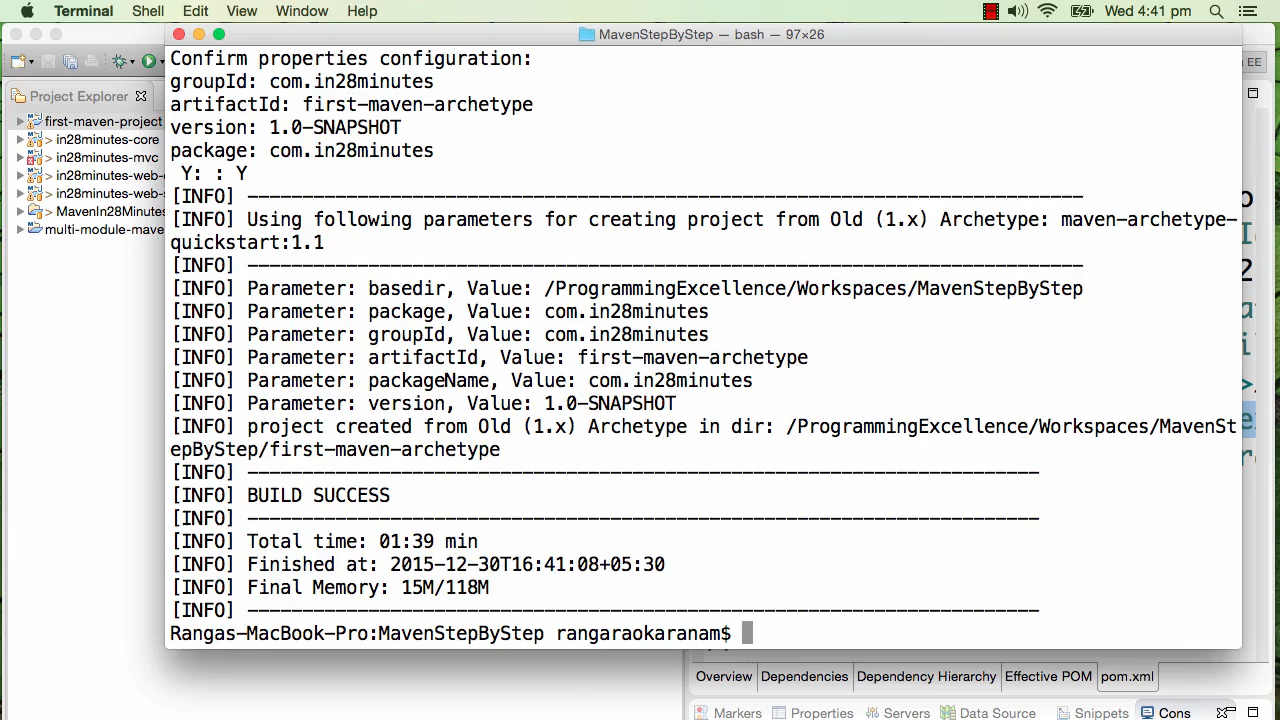 Terminal Shell Edit View Window Help Wed 4:41 pm
MavenStepByStep — bash — 97×26
EE
Project Explorer
first-maven-project
> in28minutes-core
> in28minutes-mvc
> in28minutes-web-
> in28minutes-web-
> MavenIn28Minutes
multi-module-mave
Confirm properties configuration:
groupId: com.in28minutes
artifactId: first-maven-archetype
version: 1.0-SNAPSHOT
package: com.in28minutes
Y: : Y
[INFO] ----------------------------------------------------------------------------
[INFO] Using following parameters for creating project from Old (1.x) Archetype: maven-archetype-
quickstart:1.1
[INFO] ----------------------------------------------------------------------------
[INFO] Parameter: basedir, Value: /ProgrammingExcellence/Workspaces/MavenStepByStep
[INFO] Parameter: package, Value: com.in28minutes
[INFO] Parameter: groupId, Value: com.in28minutes
[INFO] Parameter: artifactId, Value: first-maven-archetype
[INFO] Parameter: packageName, Value: com.in28minutes
[INFO] Parameter: version, Value: 1.0-SNAPSHOT
[INFO] project created from Old (1.x) Archetype in dir: /ProgrammingExcellence/Workspaces/MavenSt
epByStep/first-maven-archetype
[INFO] ------------------------------------------------------------------------
[INFO] BUILD SUCCESS
[INFO] ------------------------------------------------------------------------
[INFO] Total time: 01:39 min
[INFO] Finished at: 2015-12-30T16:41:08+05:30
[INFO] Final Memory: 15M/118M
[INFO] ------------------------------------------------------------------------
Rangas-MacBook-Pro:MavenStepByStep rangaraokaranam$
Overview Dependencies Dependency Hierarchy Effective POM pom.xml
Markers Properties Servers Data Source Snippets Cons